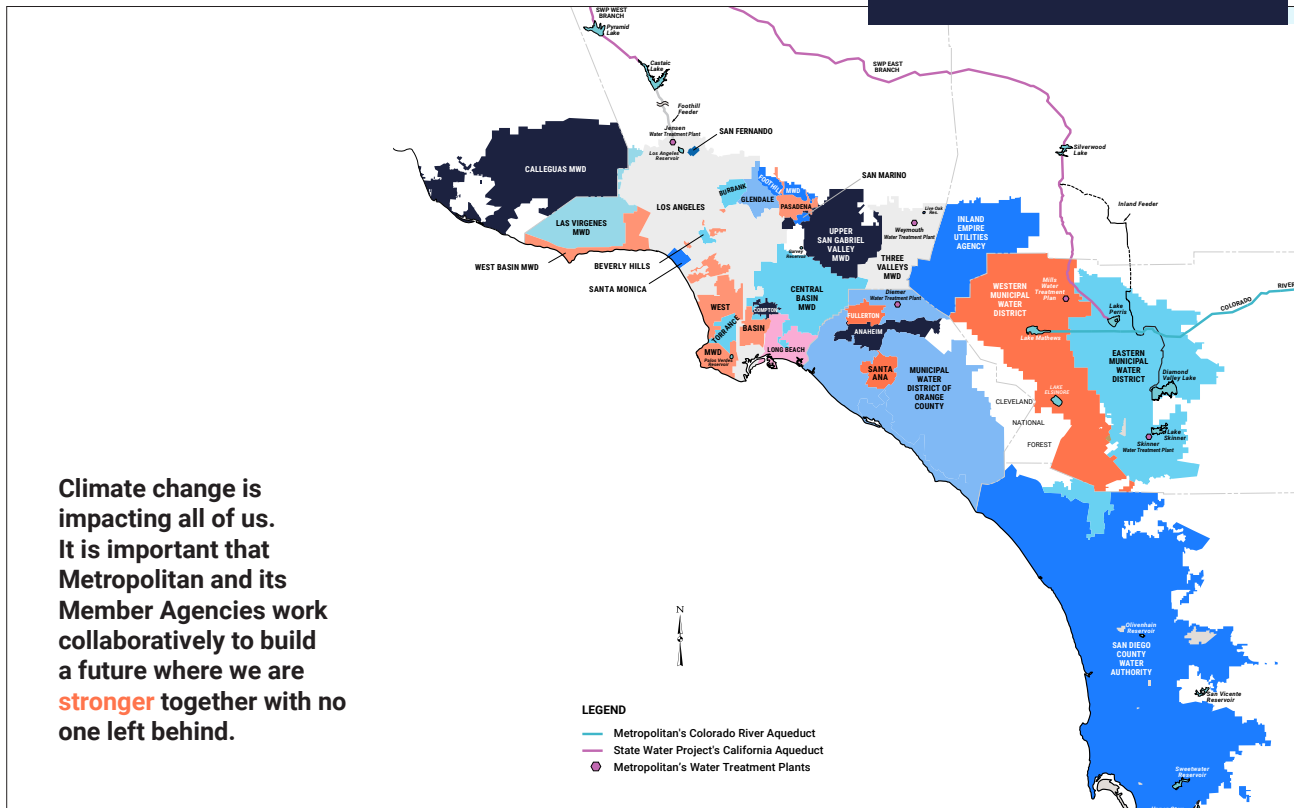 SWP WEST
BRANCH
Pyramid
Lake
Castaic
Lake
Foothill
Feeder
Jensen
Water Treatment Plant
Los Angeles
Reservoir
SAN FERNANDO
SWP EAST
BRANCH
Silverwood
Lake
Inland Feeder
CALLEGUAS MWD
LAS VIRGENES
MWD
WEST BASIN MWD
LOS ANGELES
BEVERLY HILLS
SANTA MONICA
BURBANK
GLENDALE
FOOTHILL
MWD
PASADENA
SAN MARINO
Garvey
Reservoir
UPPER
SAN GABRIEL
VALLEY
MWD
Live Oak
Res.
Weymouth
Water Treatment Plant
THREE
VALLEYS
MWD
INLAND
EMPIRE
UTILITIES
AGENCY
CENTRAL
BASIN
MWD
Diemer
Water Treatment Plant
WEST
BASIN
MWD
TORRANCE
COMPTON
Palos Verdes
Reservoir
LONG BEACH
FULLERTON
ANAHEIM
SANTA
ANA
MUNICIPAL
WATER
DISTRICT OF
ORANGE
COUNTY
WESTERN
MUNICIPAL
WATER
DISTRICT
Mills
Water
Treatment
Plan
Lake Mathews
Lake
Perris
COLORADO
RIVER
EASTERN
MUNICIPAL
WATER
DISTRICT
Diamond
Valley Lake
LAKE
ELSINORE
CLEVELAND
NATIONAL
FOREST
Lake
Skinner
Skinner
Water Treatment Plant
Olivenhain
Reservoir
SAN DIEGO
COUNTY
WATER
AUTHORITY
San Vicente
Reservoir
Sweetwater
Reservoir
Climate change is
impacting all of us.
It is important that
Metropolitan and its
Member Agencies work
collaboratively to build
a future where we are
stronger together with no
one left behind.
N
LEGEND
Metropolitan's Colorado River Aqueduct
State Water Project's California Aqueduct
Metropolitan's Water Treatment Plants